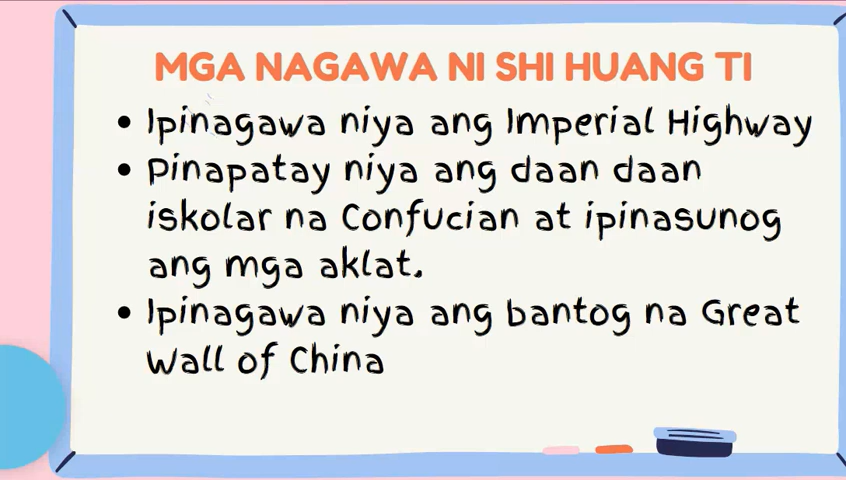 MGA NAGAWA NI SHI HUANG TI
• Ipinagawa niya ang Imperial Highway
• Pinapatay niya ang daan daan
iskolar na Confucian at ipinasunog
ang mga aklat.
• Ipinagawa niya ang bantog na Great
Wall of China